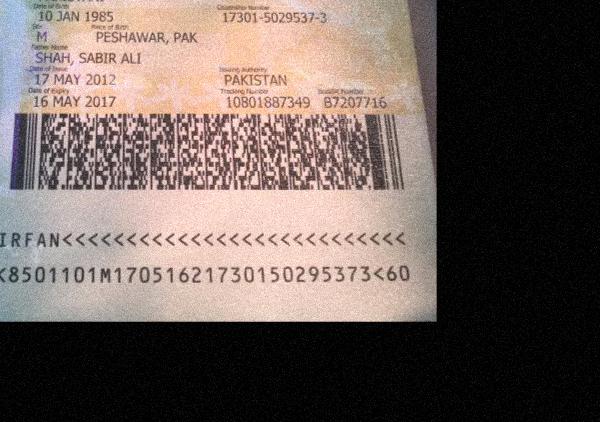 Date of Birth Citizenship Number
10 JAN 1985 17301-5029537-3
Sex Place of Birth
M PESHAWAR, PAK
Father Name
SHAH, SABIR ALI
Date of Issue Issuing Authority
17 MAY 2012 PAKISTAN
Date of Expiry Tracking Number Booklet Number
16 MAY 2017 10801887349 B7207716
IRFAN<<<<<<<<<<<<<<<<<<<<<<<<<<<
<8501101M17051621730150295373<60